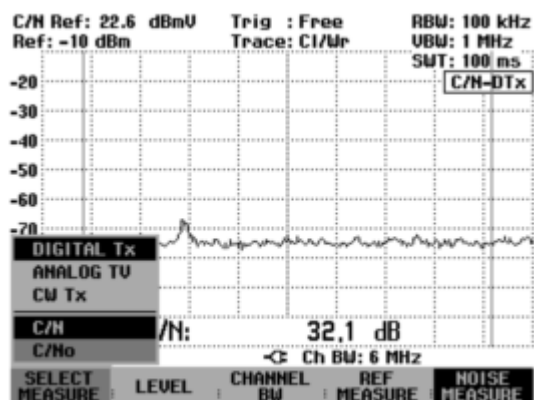 C/N Ref: 22.6 dBmV Trig : Free RBW: 100 kHz
Ref: -10 dBm Trace: Cl/Wr VBW: 1 MHz
SWT: 100 ms
C/N-DTx
-20
-30
-40
-50
-60
-70
DIGITAL Tx
ANALOG TV
CW Tx
C/N
C/No
/N: 32,1 dB
Ch BW: 6 MHz
SELECT MEASURE LEVEL CHANNEL BW REF MEASURE NOISE MEASURE